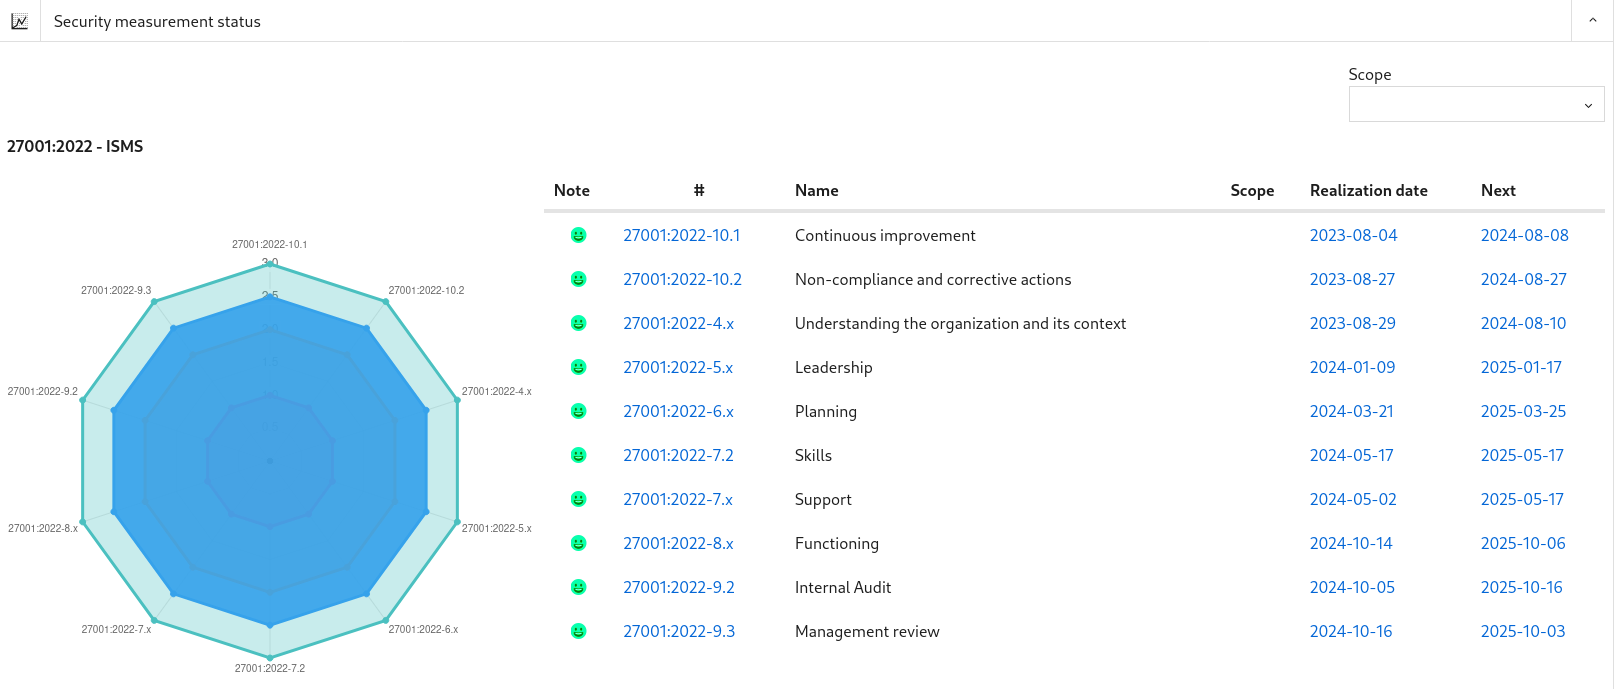 Security measurement status
Scope
27001:2022 - ISMS
Note # Name Scope Realization date Next
27001:2022-10.1 Continuous improvement 2023-08-04 2024-08-08
27001:2022-10.2 Non-compliance and corrective actions 2023-08-27 2024-08-27
27001:2022-4.x Understanding the organization and its context 2023-08-29 2024-08-10
27001:2022-5.x Leadership 2024-01-09 2025-01-17
27001:2022-6.x Planning 2024-03-21 2025-03-25
27001:2022-7.2 Skills 2024-05-17 2025-05-17
27001:2022-7.x Support 2024-05-02 2025-05-17
27001:2022-8.x Functioning 2024-10-14 2025-10-06
27001:2022-9.2 Internal Audit 2024-10-05 2025-10-16
27001:2022-9.3 Management review 2024-10-16 2025-10-03
27001:2022-10.1
3.0
27001:2022-9.3
27001:2022-10.2
2.5
2.0
1.5
27001:2022-9.2
27001:2022-4.x
27001:2022-8.x
27001:2022-5.x
27001:2022-7.x
27001:2022-6.x
27001:2022-7.2